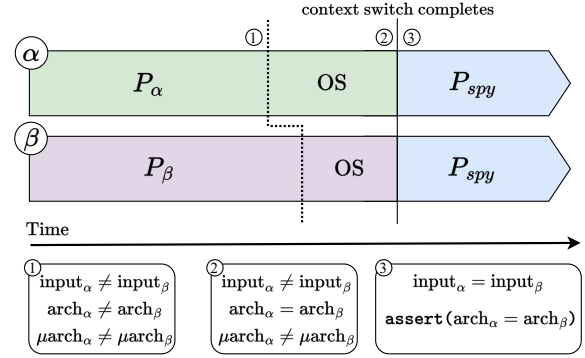 context switch completes
① ② ③
α
P_α OS P_spy
β
P_β OS P_spy
Time
①
input_α ≠ input_β
arch_α ≠ arch_β
μarch_α ≠ μarch_β
②
input_α ≠ input_β
arch_α = arch_β
μarch_α ≠ μarch_β
③
input_α = input_β
assert(arch_α = arch_β)